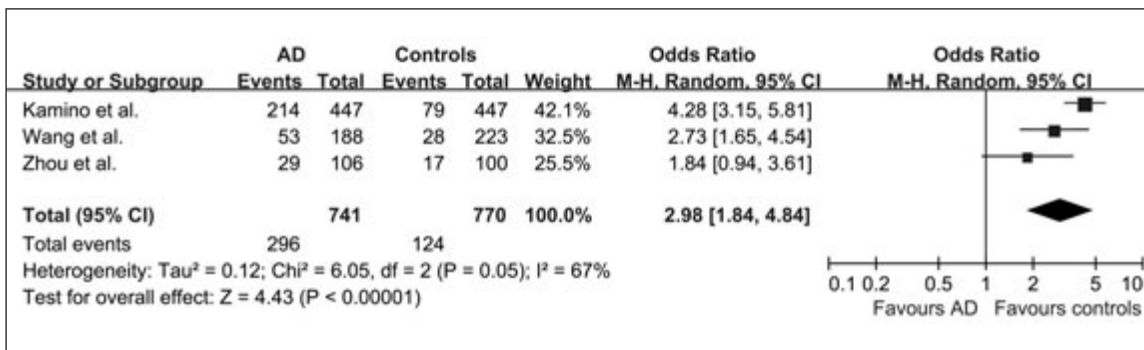 AD Controls Odds Ratio Odds Ratio
Study or Subgroup Events Total Events Total Weight M-H, Random, 95% CI M-H, Random, 95% CI
Kamino et al. 214 447 79 447 42.1% 4.28 [3.15, 5.81]
Wang et al. 53 188 28 223 32.5% 2.73 [1.65, 4.54]
Zhou et al. 29 106 17 100 25.5% 1.84 [0.94, 3.61]
Total (95% CI) 741 770 100.0% 2.98 [1.84, 4.84]
Total events 296 124
Heterogeneity: Tau² = 0.12; Chi² = 6.05, df = 2 (P = 0.05); I² = 67%
Test for overall effect: Z = 4.43 (P < 0.00001)
0.1 0.2 0.5 1 2 5 10
Favours AD Favours controls